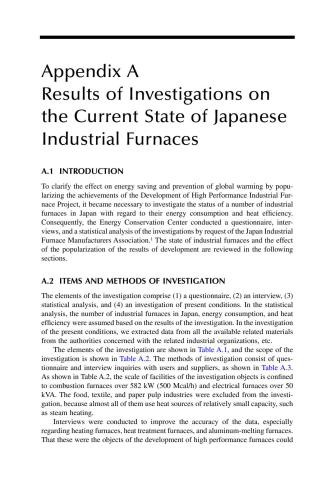 Appendix A
Results of Investigations on
the Current State of Japanese
Industrial Furnaces
A.1 INTRODUCTION
To clarify the effect on energy saving and prevention of global warming by popu-
larizing the achievements of the Development of High Performance Industrial Fur-
nace Project, it became necessary to investigate the status of a number of industrial
furnaces in Japan with regard to their energy consumption and heat efficiency.
Consequently, the Energy Conservation Center conducted a questionnaire, inter-
views, and a statistical analysis of the investigations by request of the Japan Industrial
Furnace Manufacturers Association.1 The state of industrial furnaces and the effect
of the popularization of the results of development are reviewed in the following
sections.
A.2 ITEMS AND METHODS OF INVESTIGATION
The elements of the investigation comprise (1) a questionnaire, (2) an interview, (3)
statistical analysis, and (4) an investigation of present conditions. In the statistical
analysis, the number of industrial furnaces in Japan, energy consumption, and heat
efficiency were assumed based on the results of the investigation. In the investigation
of the present conditions, we extracted data from all the available related materials
from the authorities concerned with the related industrial organizations, etc.
The elements of the investigation are shown in Table A.1, and the scope of the
investigation is shown in Table A.2. The methods of investigation consist of ques-
tionnaire and interview inquiries with users and suppliers, as shown in Table A.3.
As shown in Table A.2, the scale of facilities of the investigation objects is confined
to combustion furnaces over 582 kW (500 Mcal/h) and electrical furnaces over 50
kVA. The food, textile, and paper pulp industries were excluded from the investi-
gation, because almost all of them use heat sources of relatively small capacity, such
as steam heating.
Interviews were conducted to improve the accuracy of the data, especially
regarding heating furnaces, heat treatment furnaces, and aluminum-melting furnaces.
That these were the objects of the development of high performance furnaces could